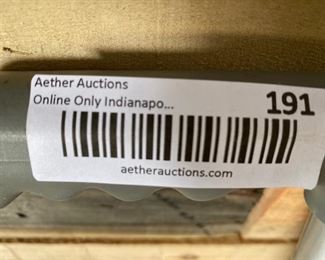 Aether Auctions
Online Only Indianapo...
191
aetherauctions.com